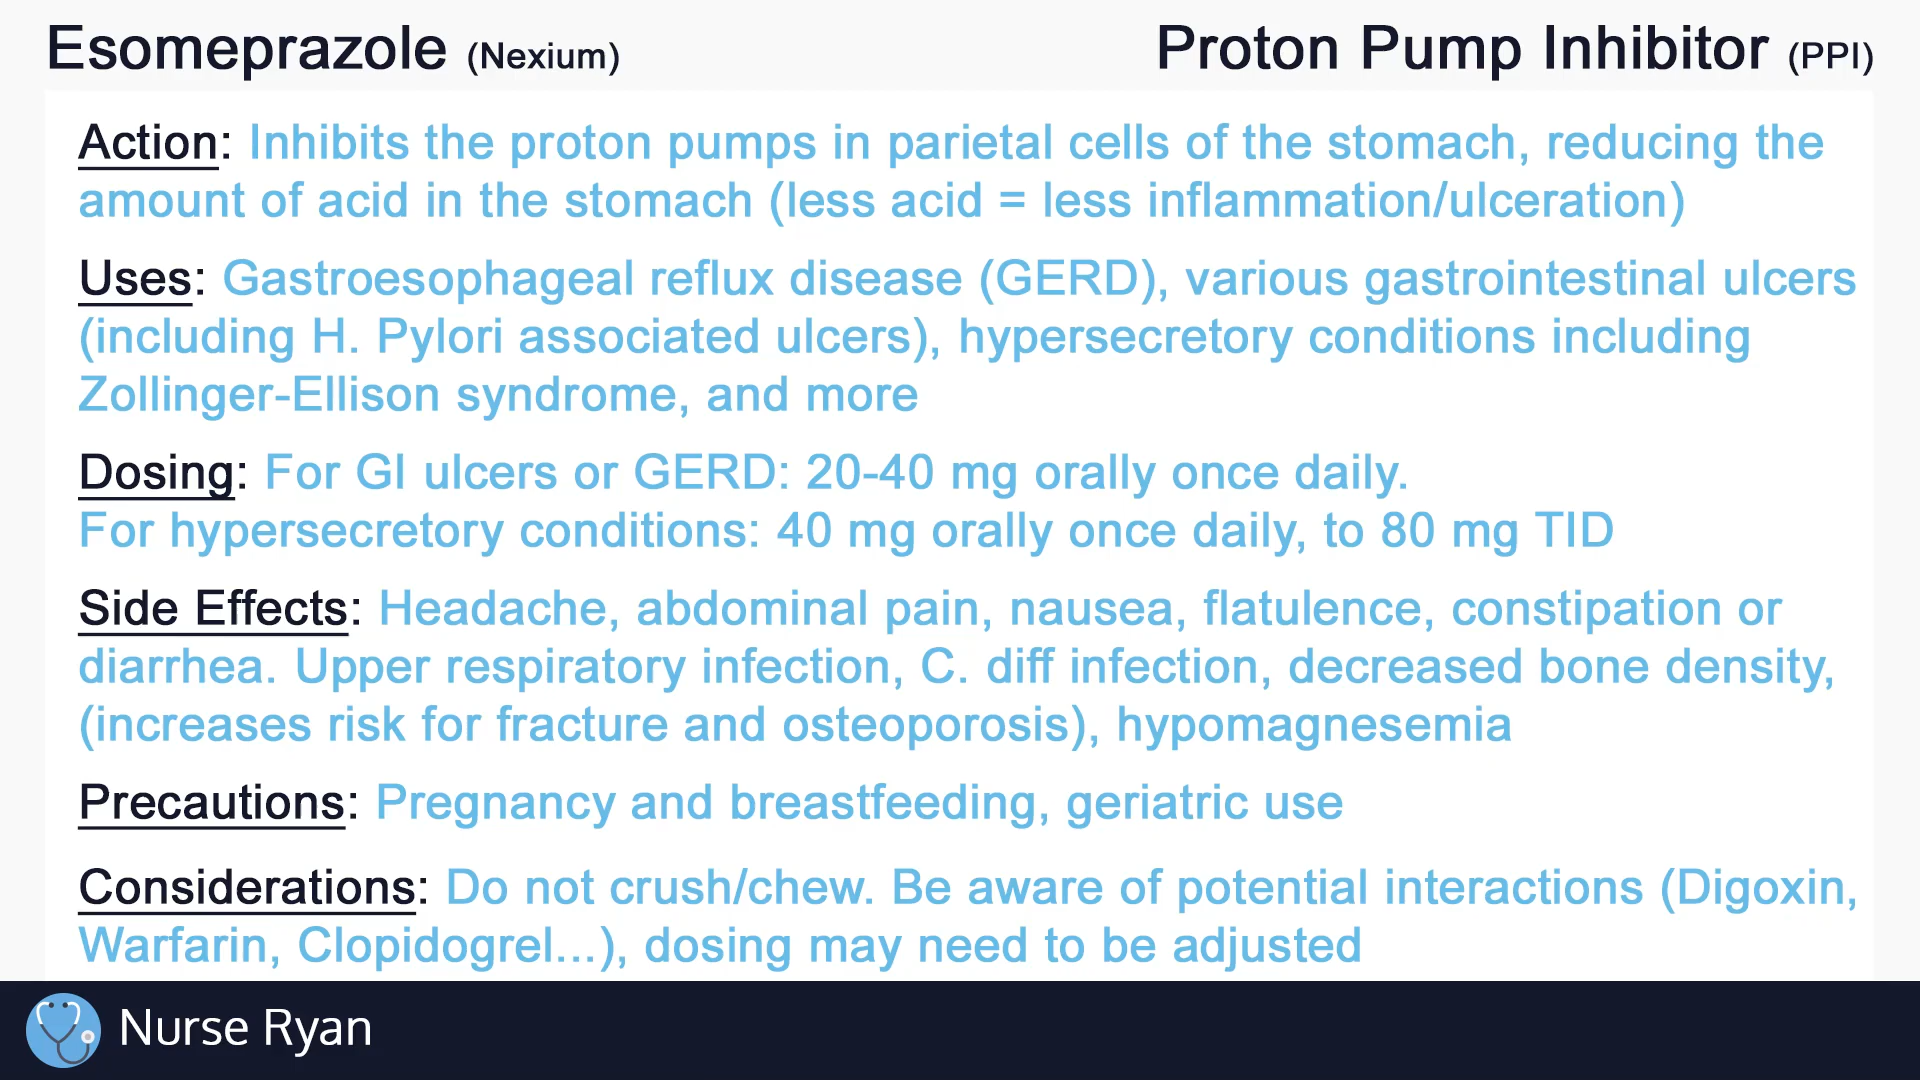 Esomeprazole (Nexium)
Proton Pump Inhibitor (PPI)
Action: Inhibits the proton pumps in parietal cells of the stomach, reducing the
amount of acid in the stomach (less acid = less inflammation/ulceration)
Uses: Gastroesophageal reflux disease (GERD), various gastrointestinal ulcers
(including H. Pylori associated ulcers), hypersecretory conditions including
Zollinger-Ellison syndrome, and more
Dosing: For GI ulcers or GERD: 20-40 mg orally once daily.
For hypersecretory conditions: 40 mg orally once daily, to 80 mg TID
Side Effects: Headache, abdominal pain, nausea, flatulence, constipation or
diarrhea. Upper respiratory infection, C. diff infection, decreased bone density,
(increases risk for fracture and osteoporosis), hypomagnesemia
Precautions: Pregnancy and breastfeeding, geriatric use
Considerations: Do not crush/chew. Be aware of potential interactions (Digoxin,
Warfarin, Clopidogrel...), dosing may need to be adjusted
Nurse Ryan